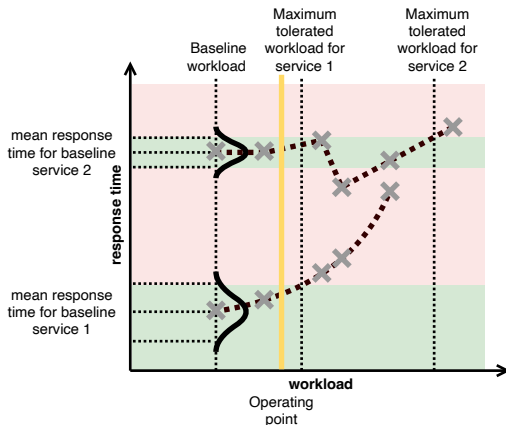 Maximum
tolerated
workload for
service 1
Maximum
tolerated
workload for
service 2
Baseline
workload
mean response
time for baseline
service 2
response time
mean response
time for baseline
service 1
workload
Operating
point